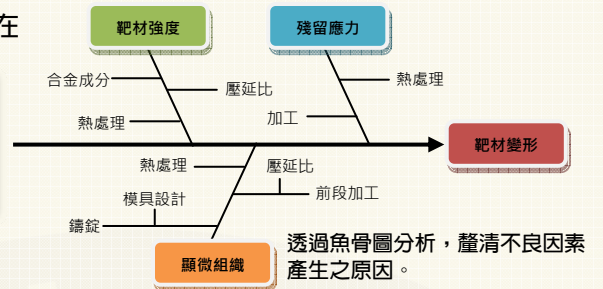 在
靶材強度
殘留應力
合金成分
壓延比
熱處理
熱處理
加工
靶材變形
熱處理
壓延比
模具設計
前段加工
鑄錠
顯微組織
透過魚骨圖分析，釐清不良因素
產生之原因。